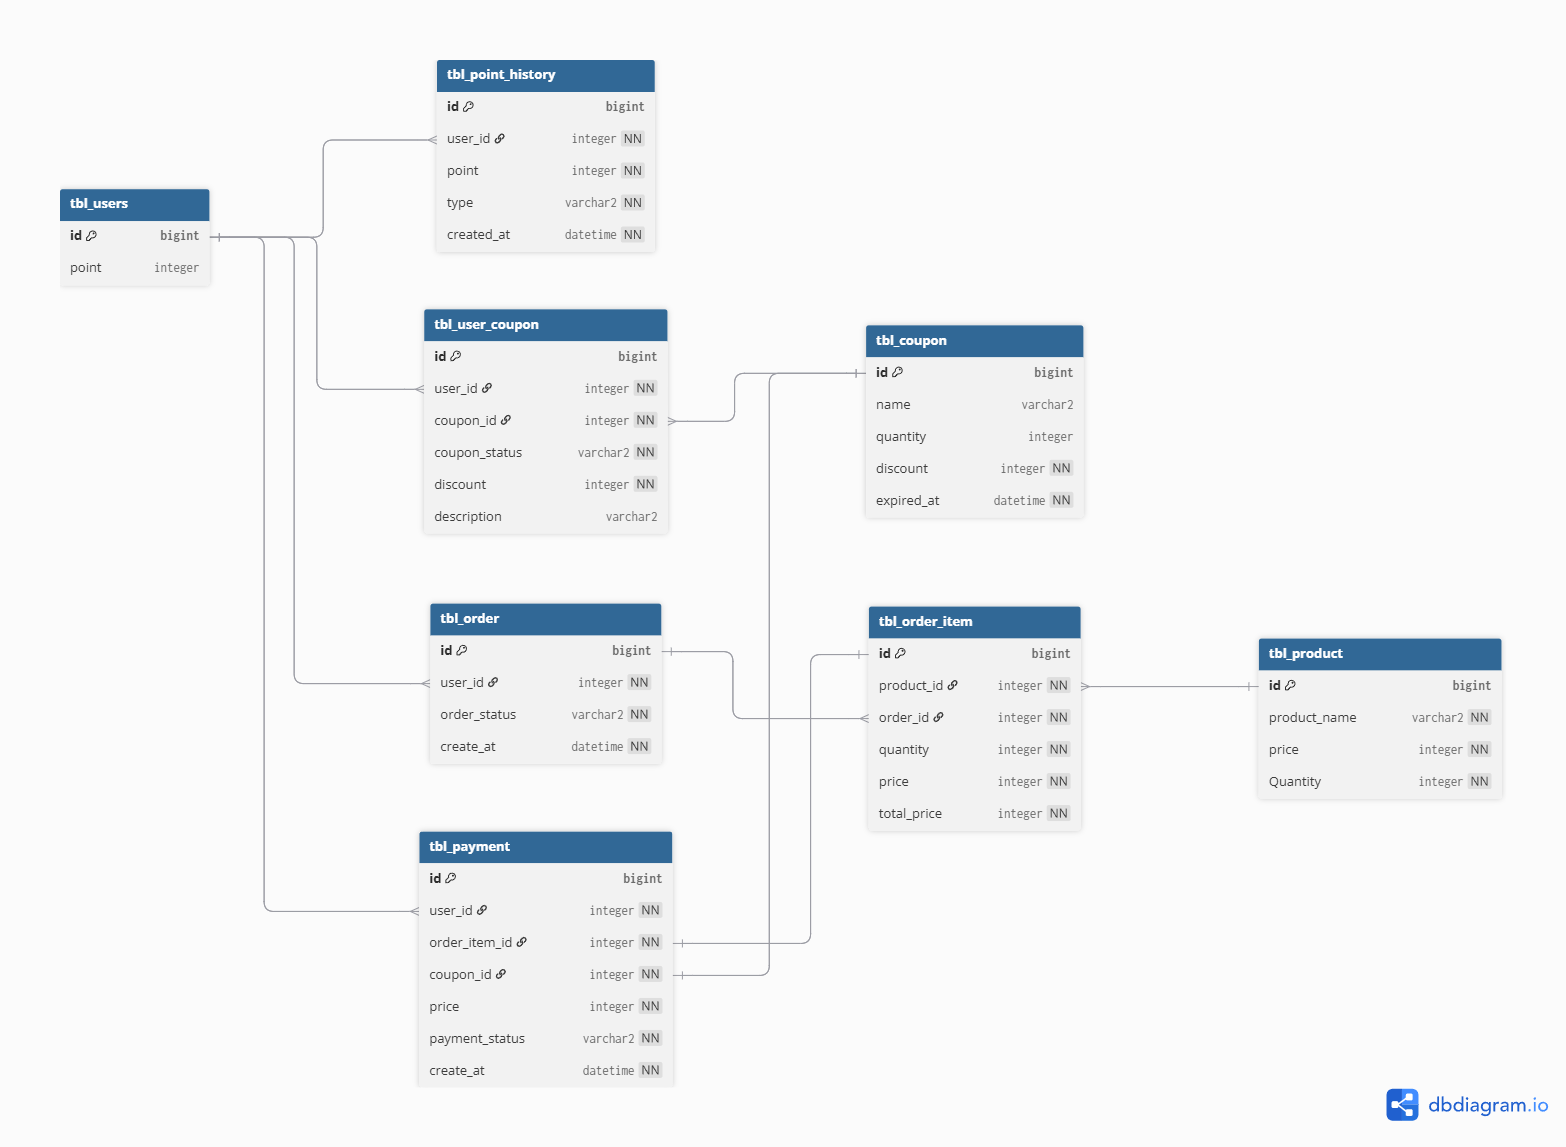 tbl_point_history
id bigint
user_id integer NN
point integer NN
type varchar2 NN
created_at datetime NN
tbl_users
id bigint
point integer
tbl_user_coupon
id bigint
user_id integer NN
coupon_id integer NN
coupon_status varchar2 NN
discount integer NN
description varchar2
tbl_coupon
id bigint
name varchar2
quantity integer
discount integer NN
expired_at datetime NN
tbl_order
id bigint
user_id integer NN
order_status varchar2 NN
create_at datetime NN
tbl_order_item
id bigint
product_id integer NN
order_id integer NN
quantity integer NN
price integer NN
total_price integer NN
tbl_product
id bigint
product_name varchar2 NN
price integer NN
Quantity integer NN
tbl_payment
id bigint
user_id integer NN
order_item_id integer NN
coupon_id integer NN
price integer NN
payment_status varchar2 NN
create_at datetime NN
dbdiagram.io